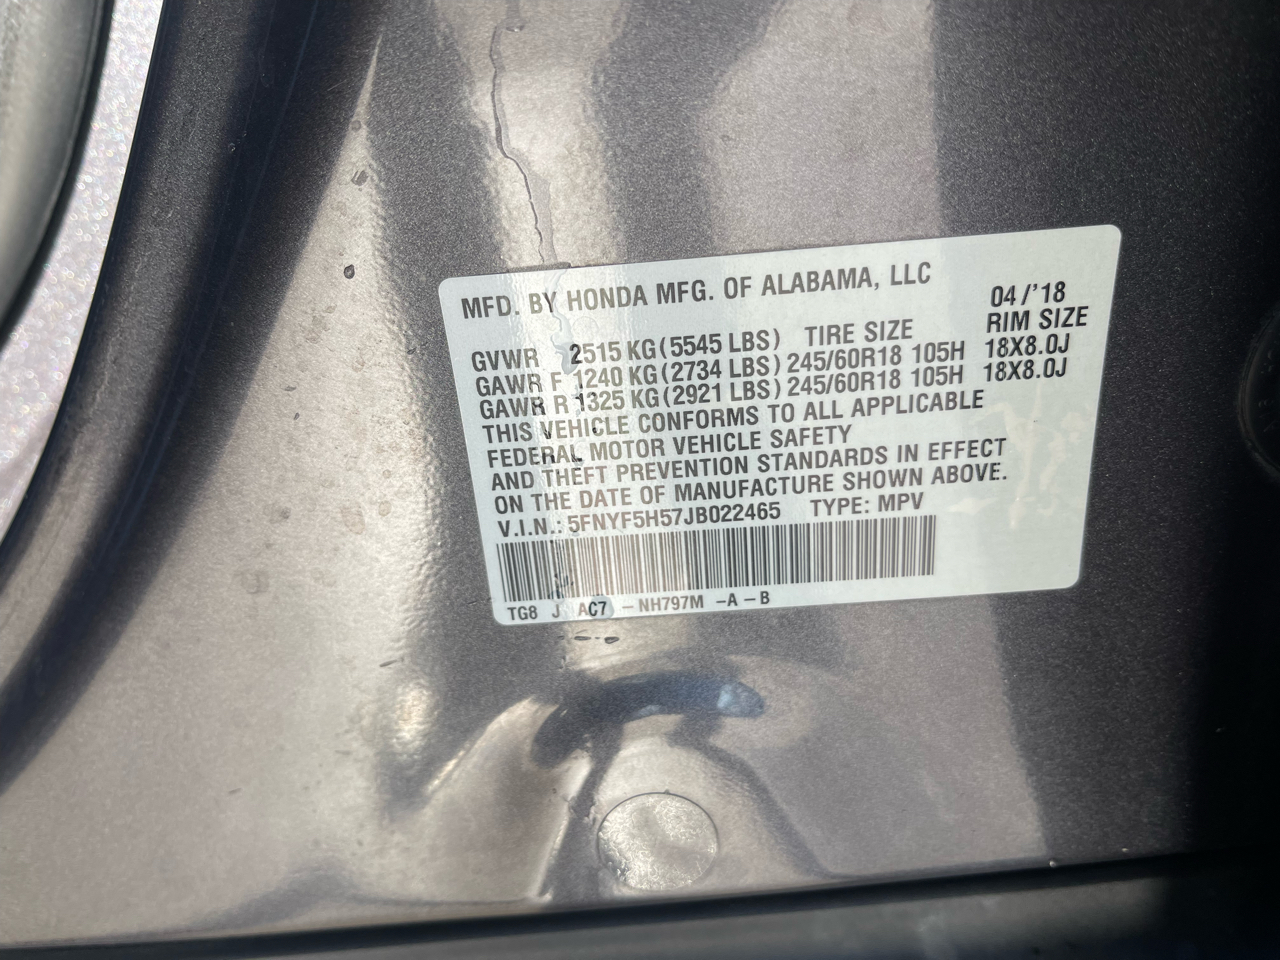 MFD. BY HONDA MFG. OF ALABAMA, LLC 04/'18
GVWR 2515 KG (5545 LBS) TIRE SIZE RIM SIZE
GAWR F 1240 KG (2734 LBS) 245/60R18 105H 18X8.0J
GAWR R 1325 KG (2921 LBS) 245/60R18 105H 18X8.0J
THIS VEHICLE CONFORMS TO ALL APPLICABLE
FEDERAL MOTOR VEHICLE SAFETY
AND THEFT PREVENTION STANDARDS IN EFFECT
ON THE DATE OF MANUFACTURE SHOWN ABOVE.
V.I.N.: 5FNYF5H57JB022465 TYPE: MPV
TG8 J AC7 - NH797M - A - B